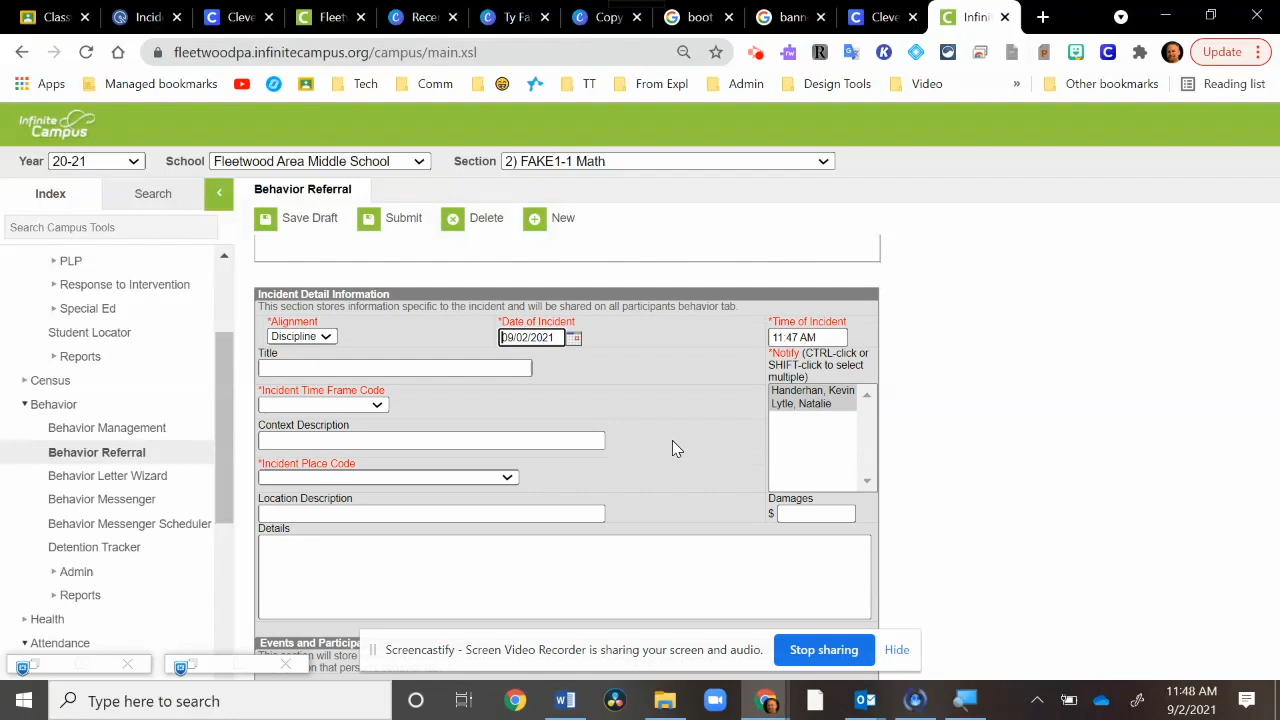 Class
Incid
Cleve
Fleet
Recer
Ty Fa
Copy
boot
bann
Cleve
Infini
fleetwoodpa.infinitecampus.org/campus/main.xsl
Update
Apps
Managed bookmarks
Tech
Comm
TT
From Expl
Admin
Design Tools
Video
»
Other bookmarks
Reading list
Infinite Campus
Year 20-21 School Fleetwood Area Middle School Section 2) FAKE1-1 Math
Index
Search
Behavior Referral
Save Draft
Submit
Delete
New
Search Campus Tools
PLP
Response to Intervention
Special Ed
Student Locator
Reports
Census
Behavior
Behavior Management
Behavior Referral
Behavior Letter Wizard
Behavior Messenger
Behavior Messenger Scheduler
Detention Tracker
Admin
Reports
Health
Attendance
Incident Detail Information
This section stores information specific to the incident and will be shared on all participants behavior tab.
*Alignment
Discipline
*Date of Incident
09/02/2021
*Time of Incident
11:47 AM
Title
*Notify (CTRL-click or
SHIFT-click to select
multiple)
Handerhan, Kevin
Lytle, Natalie
*Incident Time Frame Code
Context Description
*Incident Place Code
Location Description
Damages
$
Details
Events and Participa
This section will store
Screencastify - Screen Video Recorder is sharing your screen and audio.
Stop sharing
Hide
Type here to search
11:48 AM
9/2/2021